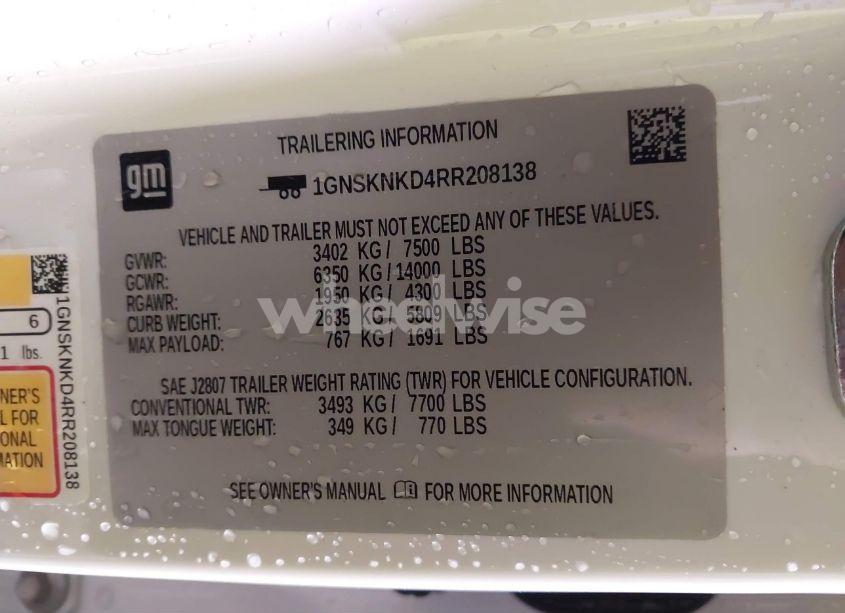 TRAILERING INFORMATION
gm
1GNSKNKD4RR208138
VEHICLE AND TRAILER MUST NOT EXCEED ANY OF THESE VALUES.
GVWR: 3402 KG / 7500 LBS
GCWR: 6350 KG / 14000 LBS
RGAWR: 1950 KG / 4300 LBS
CURB WEIGHT: 2635 KG / 5809 LBS
MAX PAYLOAD: 767 KG / 1691 LBS
SAE J2807 TRAILER WEIGHT RATING (TWR) FOR VEHICLE CONFIGURATION.
CONVENTIONAL TWR: 3493 KG / 7700 LBS
MAX TONGUE WEIGHT: 349 KG / 770 LBS
SEE OWNER'S MANUAL FOR MORE INFORMATION
wheelwise
6
1 lbs.
1GNSKNKD4RR208138